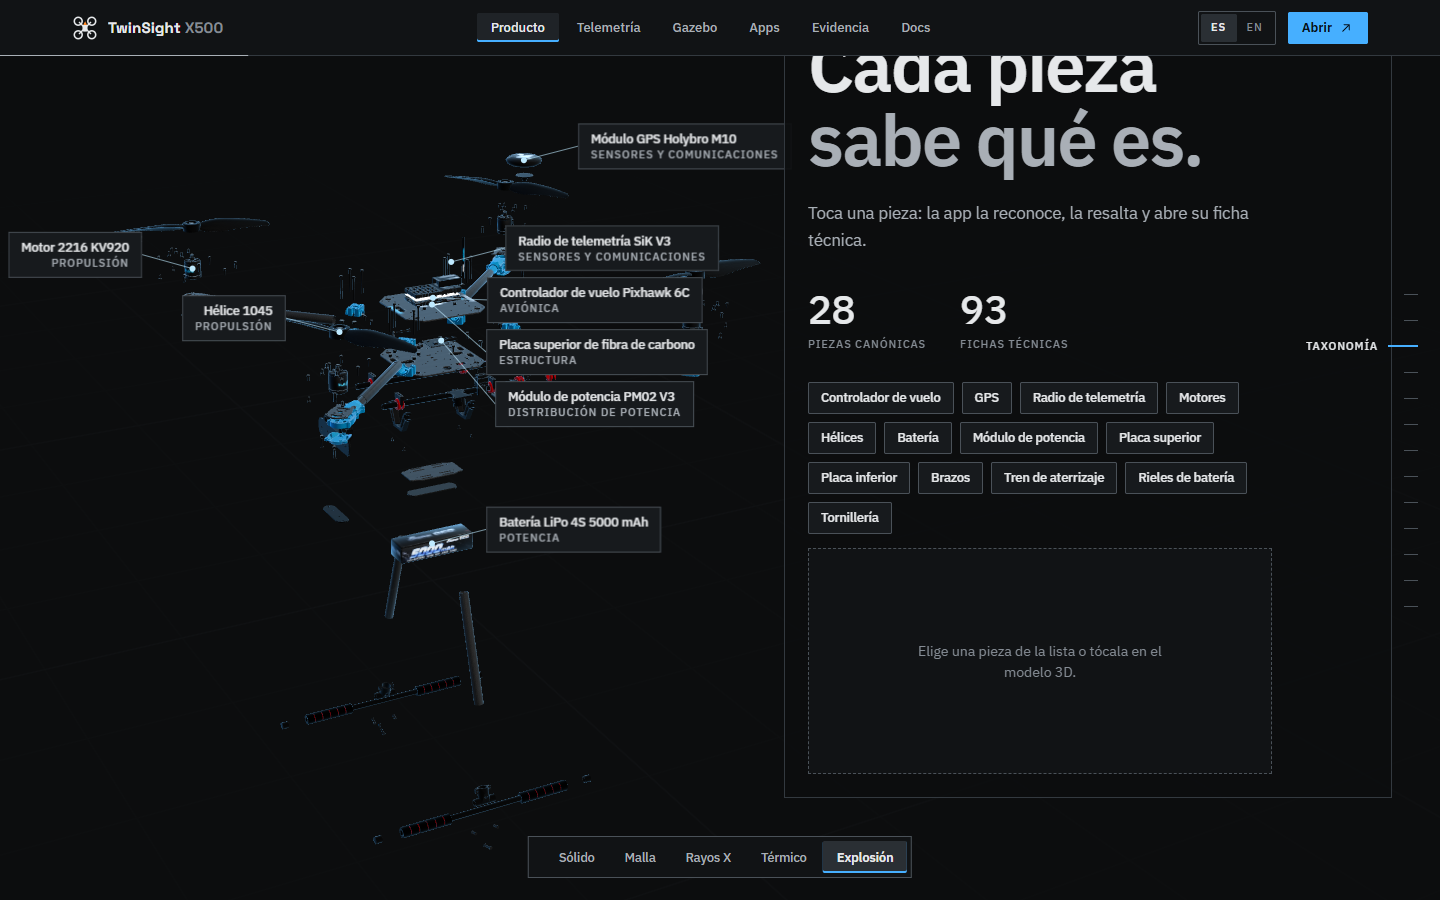 TwinSight X500
Producto
Telemetría
Gazebo
Apps
Evidencia
Docs
ES
EN
Abrir
Cada pieza
sabe qué es.
Toca una pieza: la app la reconoce, la resalta y abre su ficha
técnica.
28
PIEZAS CANÓNICAS
93
FICHAS TÉCNICAS
TAXONOMÍA
Controlador de vuelo
GPS
Radio de telemetría
Motores
Hélices
Batería
Módulo de potencia
Placa superior
Placa inferior
Brazos
Tren de aterrizaje
Rieles de batería
Tornillería
Elige una pieza de la lista o tócala en el
modelo 3D.
Módulo GPS Holybro M10
SENSORES Y COMUNICACIONES
Motor 2216 KV920
PROPULSIÓN
Radio de telemetría SiK V3
SENSORES Y COMUNICACIONES
Controlador de vuelo Pixhawk 6C
AVIÓNICA
Hélice 1045
PROPULSIÓN
Placa superior de fibra de carbono
ESTRUCTURA
Módulo de potencia PM02 V3
DISTRIBUCIÓN DE POTENCIA
Batería LiPo 4S 5000 mAh
POTENCIA
5000
Sólido
Malla
Rayos X
Térmico
Explosión